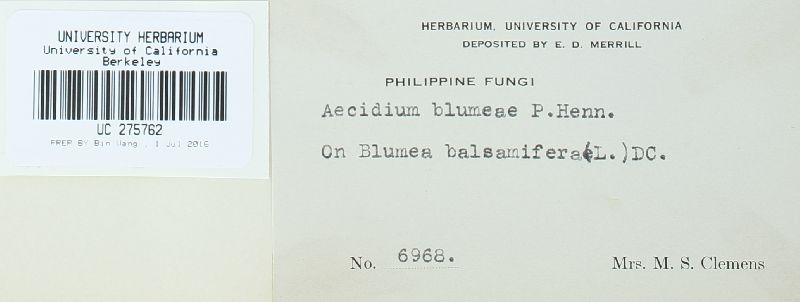 UNIVERSITY HERBARIUM
University of California
Berkeley
UC 275762
PREP BY Bin Wang , 1 Jul 2016
HERBARIUM, UNIVERSITY OF CALIFORNIA
DEPOSITED BY E. D. MERRILL
PHILIPPINE FUNGI
Aecidium blumeae P.Henn.
On Blumea balsamifera(L.)DC.
No. 6968.
Mrs. M. S. Clemens